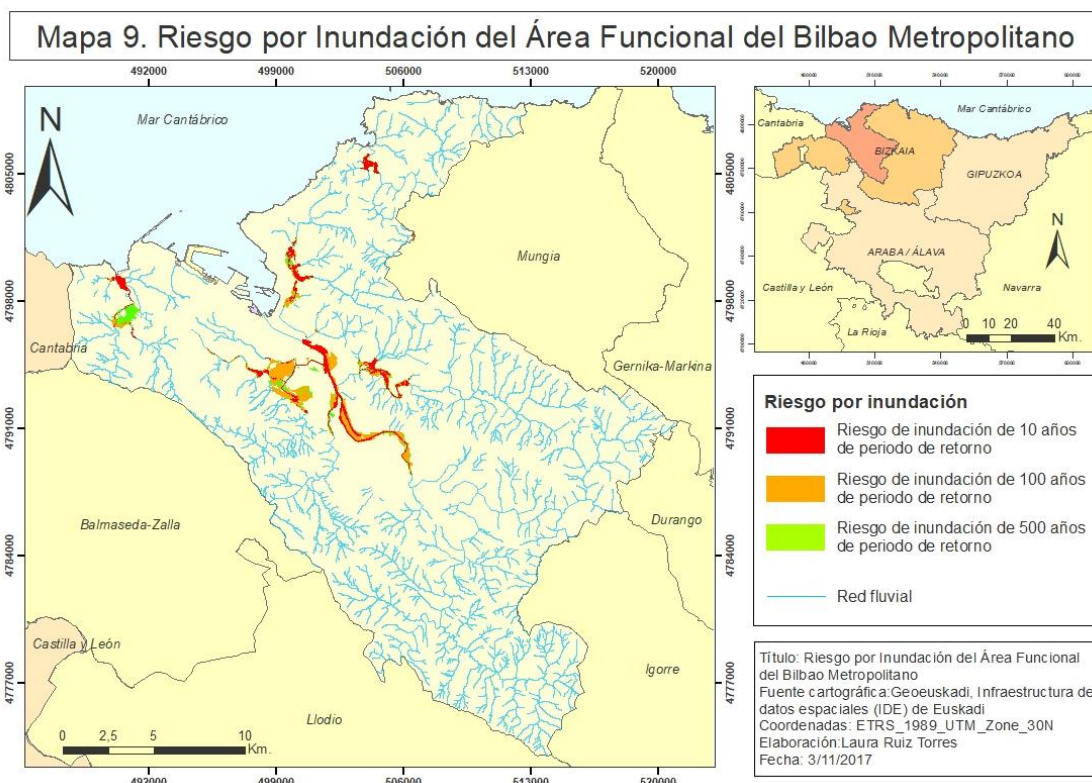 Mapa 9. Riesgo por Inundación del Área Funcional del Bilbao Metropolitano
492000 499000 506000 513000 520000
N
Mar Cantábrico
4805000
4805000
Mungia
4798000
4798000
Cantabria
Gernika-Markina
4791000
4791000
Balmaseda-Zalla
Durango
4784000
4784000
Castilla y León
Igorre
4777000
4777000
Llodio
0 2,5 5 10
Km.
492000 499000 506000 513000 520000
Cantabria
Mar Cantábrico
BIZKAIA
GIPUZKOA
N
ARABA / ÁLAVA
Castilla y León
Navarra
La Rioja
0 10 20 40
Km.
Riesgo por inundación
Riesgo de inundación de 10 años
de periodo de retorno
Riesgo de inundación de 100 años
de periodo de retorno
Riesgo de inundación de 500 años
de periodo de retorno
Red fluvial
Título: Riesgo por Inundación del Área Funcional
del Bilbao Metropolitano
Fuente cartográfica:Geoeuskadi, Infraestructura de
datos espaciales (IDE) de Euskadi
Coordenadas: ETRS_1989_UTM_Zone_30N
Elaboración:Laura Ruiz Torres
Fecha: 3/11/2017